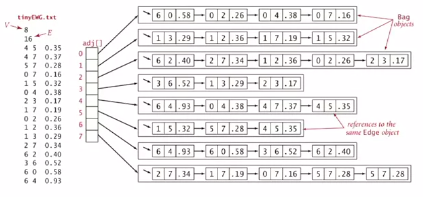 tinyEWG.txt
V
8
16 E
4 5 0.35
4 7 0.37
5 7 0.28
0 7 0.16
1 5 0.32
0 4 0.38
2 3 0.17
1 7 0.19
0 2 0.26
1 2 0.36
1 3 0.29
2 7 0.34
6 2 0.40
3 6 0.52
6 0 0.58
6 4 0.93
adj[]
0
1
2
3
4
5
6
7
6 0 .58 0 2 .26 0 4 .38 0 7 .16
Bag
objects
1 3 .29 1 2 .36 1 7 .19 1 5 .32
6 2 .40 2 7 .34 1 2 .36 0 2 .26 2 3 .17
3 6 .52 1 3 .29 2 3 .17
6 4 .93 0 4 .38 4 7 .37 4 5 .35
1 5 .32 5 7 .28 4 5 .35
references to the
same Edge object
6 4 .93 6 0 .58 3 6 .52 6 2 .40
2 7 .34 1 7 .19 0 7 .16 5 7 .28 5 7 .28